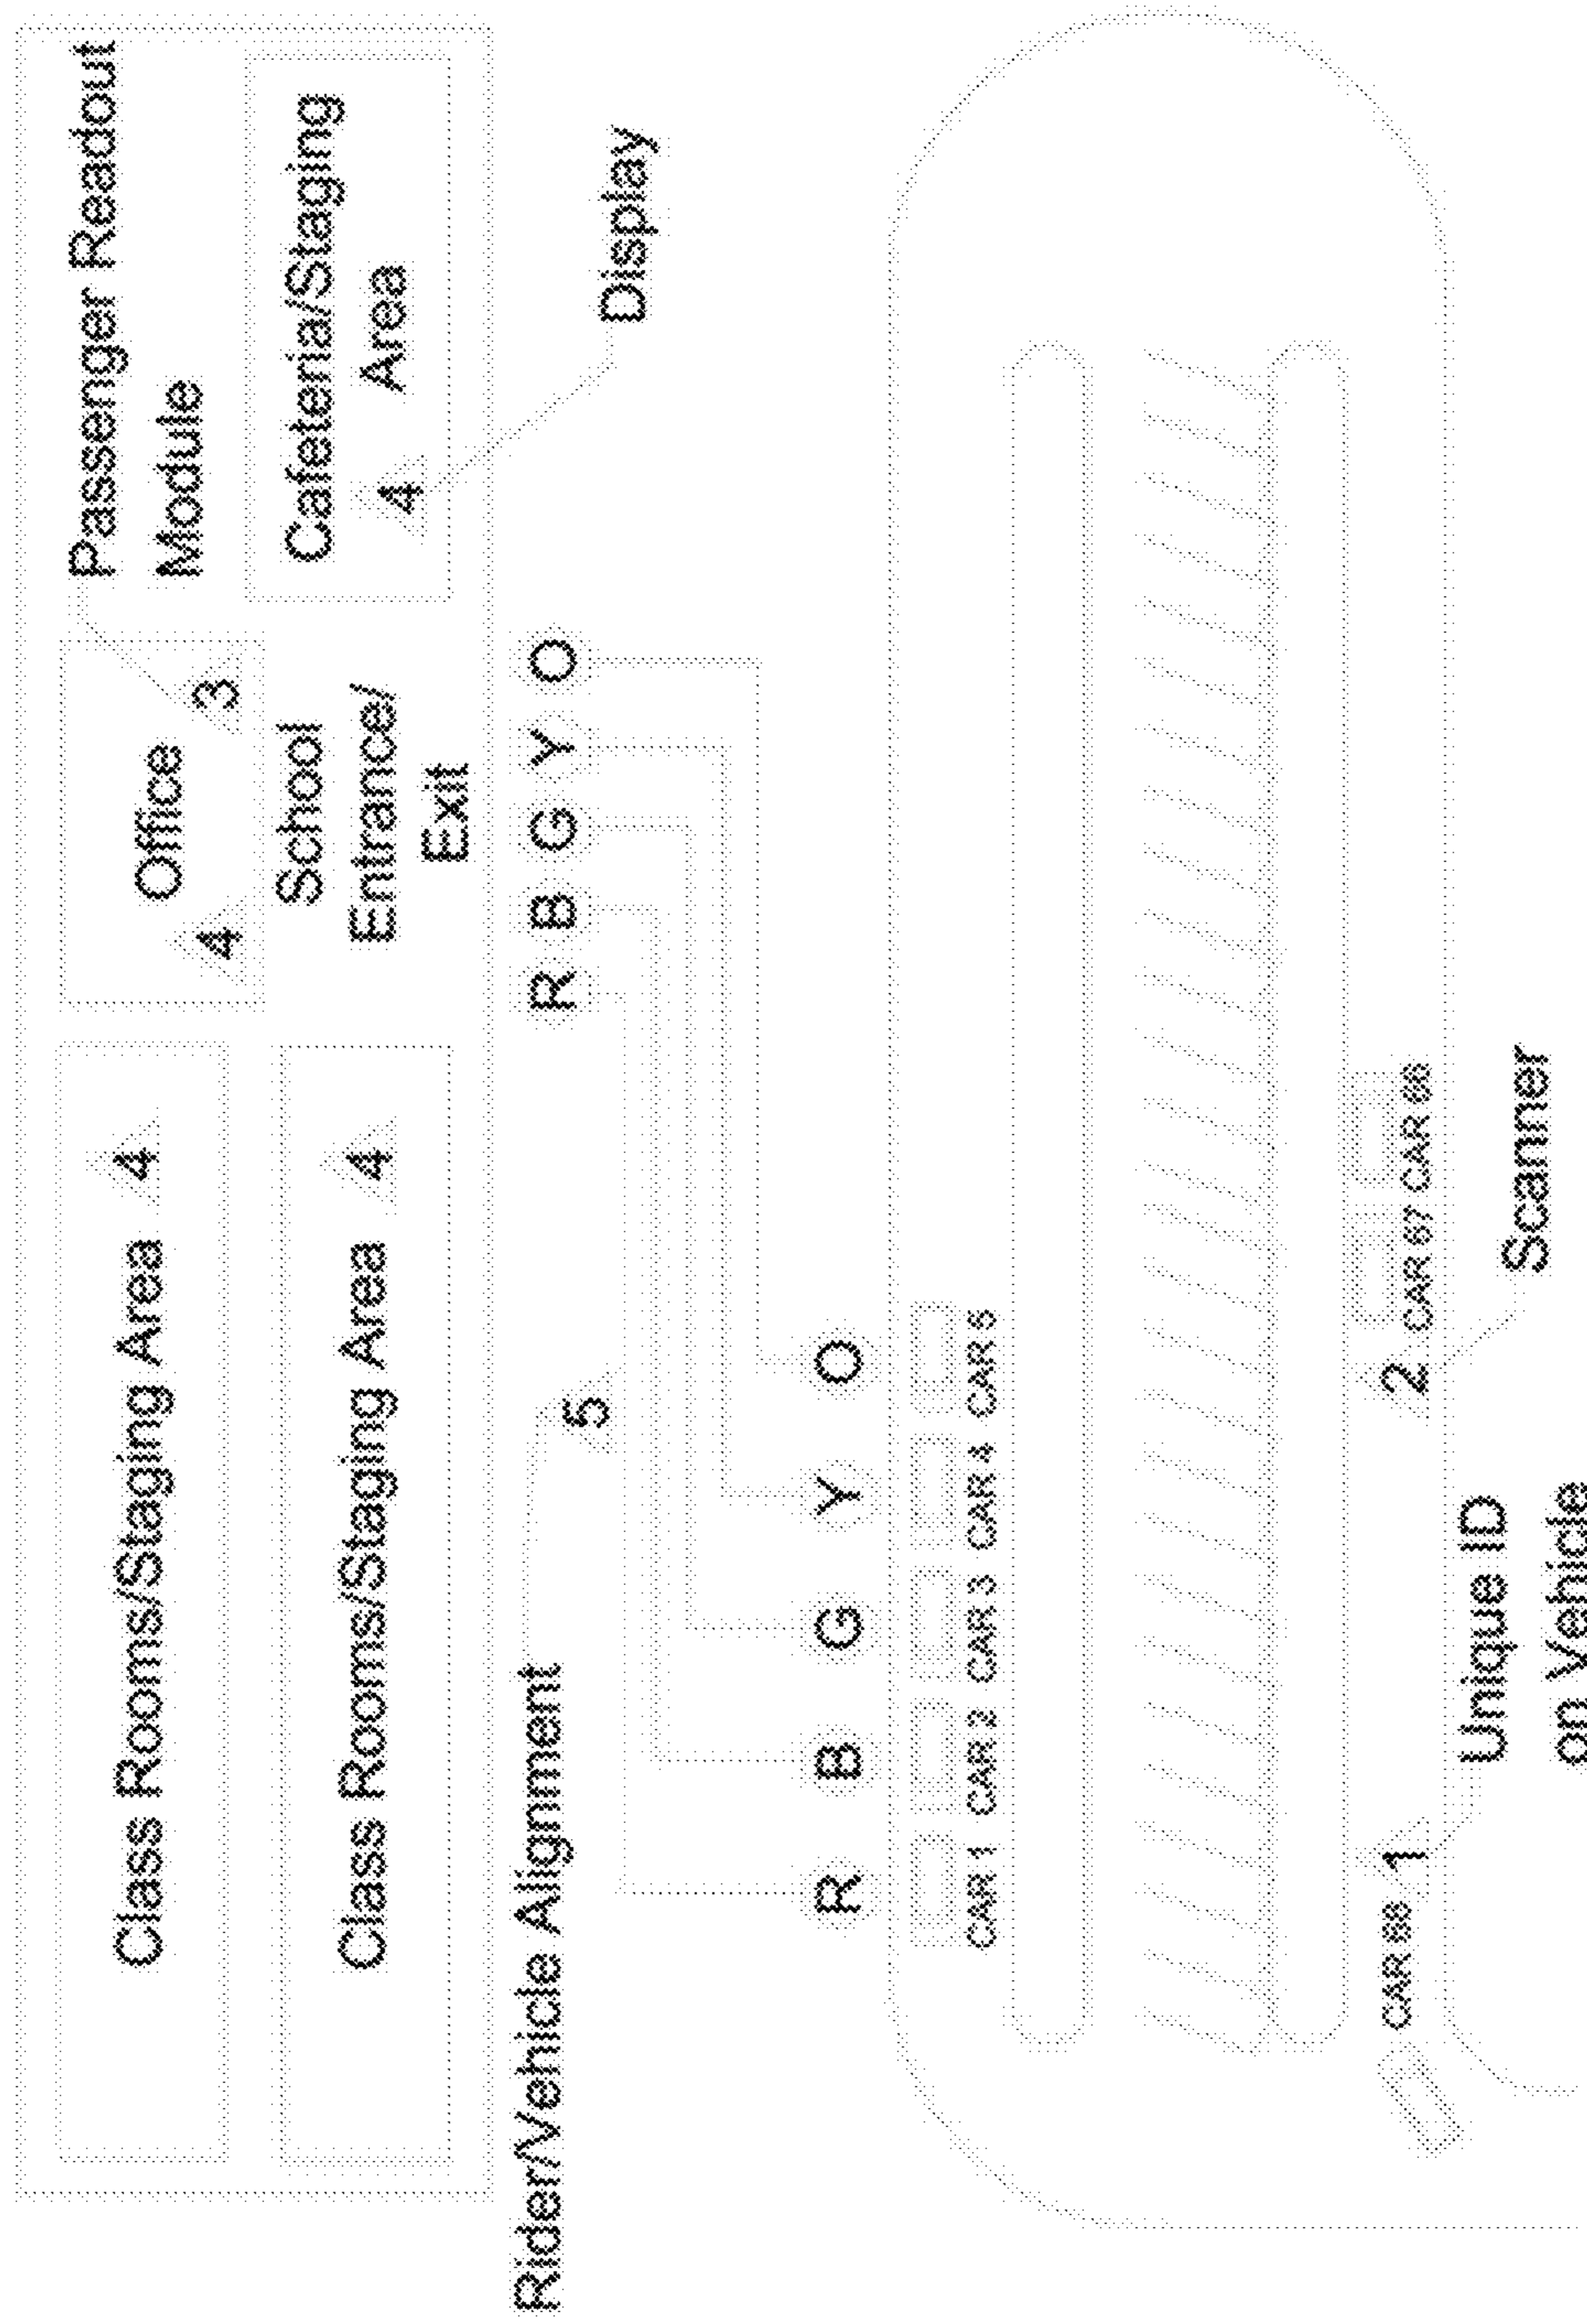 Passenger Readout
Module
Office
3
4
Class Rooms/Staging Area 4
School
Entrance/
Exit
Cafeteria/Staging
Area
4
Class Rooms/Staging Area 4
Display
Rider/Vehicle Alignment
5
R B G Y O
R B G Y O
CAR 1 CAR 2 CAR 3 CAR 4 CAR 5
CAR 68 1
2 CAR 67 CAR 66
Unique ID
on Vehicle
Scanner